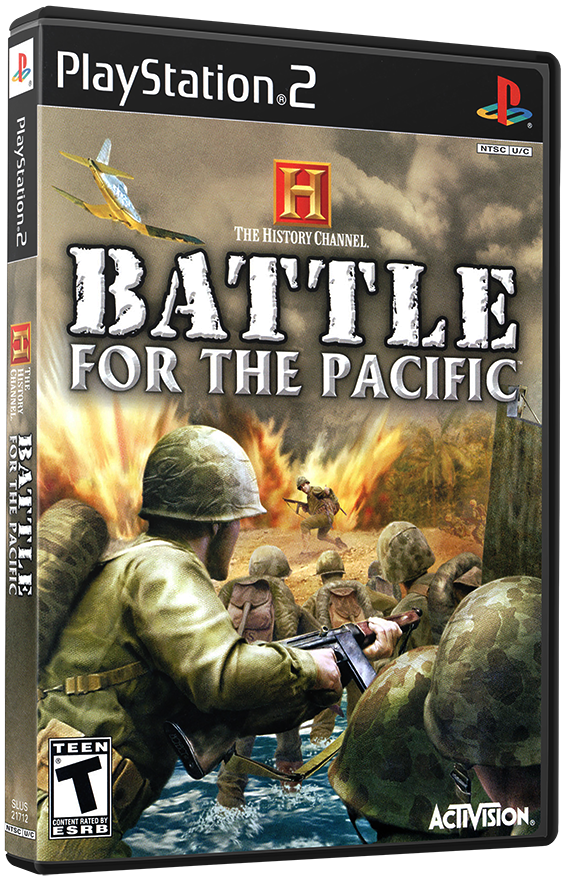 PlayStation®2
NTSC U/C
H
THE HISTORY CHANNEL.
BATTLE
FOR THE PACIFIC™
TEEN
T
CONTENT RATED BY
ESRB
ACTIVISION®
PlayStation®2
H
THE
HISTORY
CHANNEL.
BATTLE
FOR THE PACIFIC
SLUS
21712
NTSC U/C